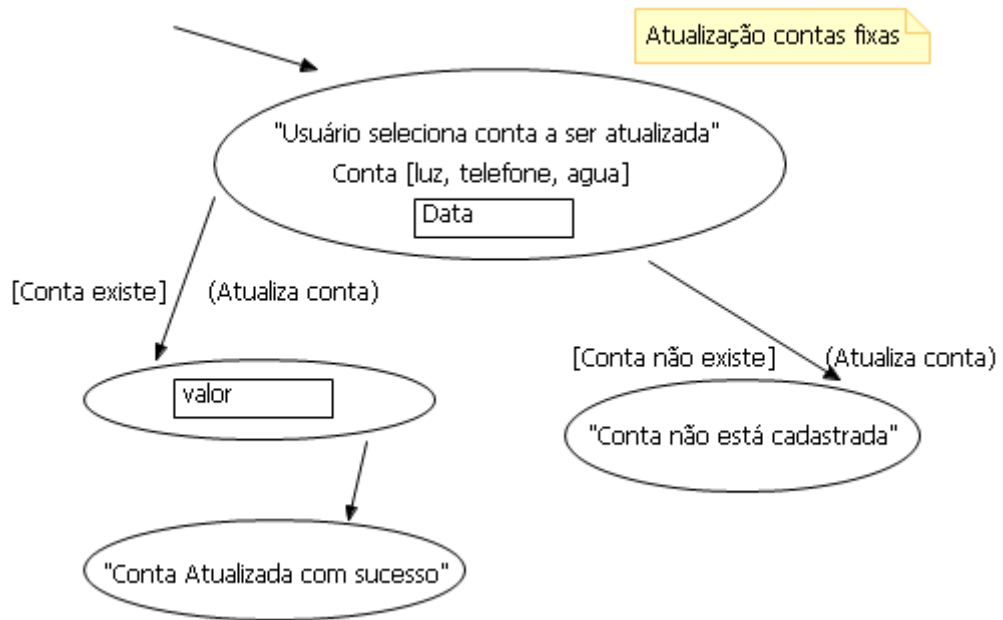 Atualização contas fixas
"Usuário seleciona conta a ser atualizada"
Conta [luz, telefone, agua]
Data
[Conta existe] (Atualiza conta)
[Conta não existe] (Atualiza conta)
valor
"Conta não está cadastrada"
"Conta Atualizada com sucesso"